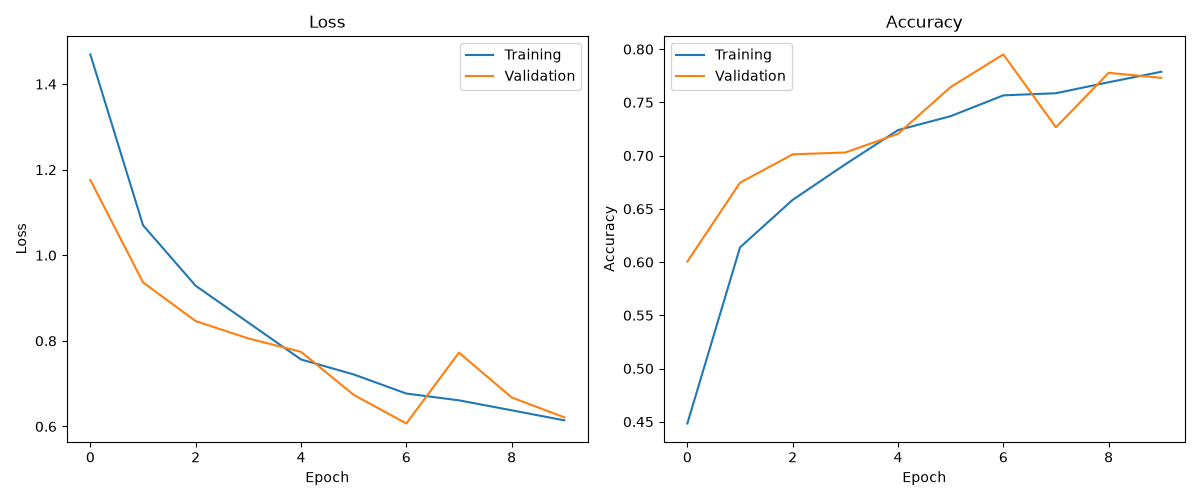 Loss
Training
Validation
1.4
1.2
1.0
0.8
0.6
Loss
0 2 4 6 8
Epoch
Accuracy
Training
Validation
0.80
0.75
0.70
0.65
0.60
0.55
0.50
0.45
Accuracy
0 2 4 6 8
Epoch